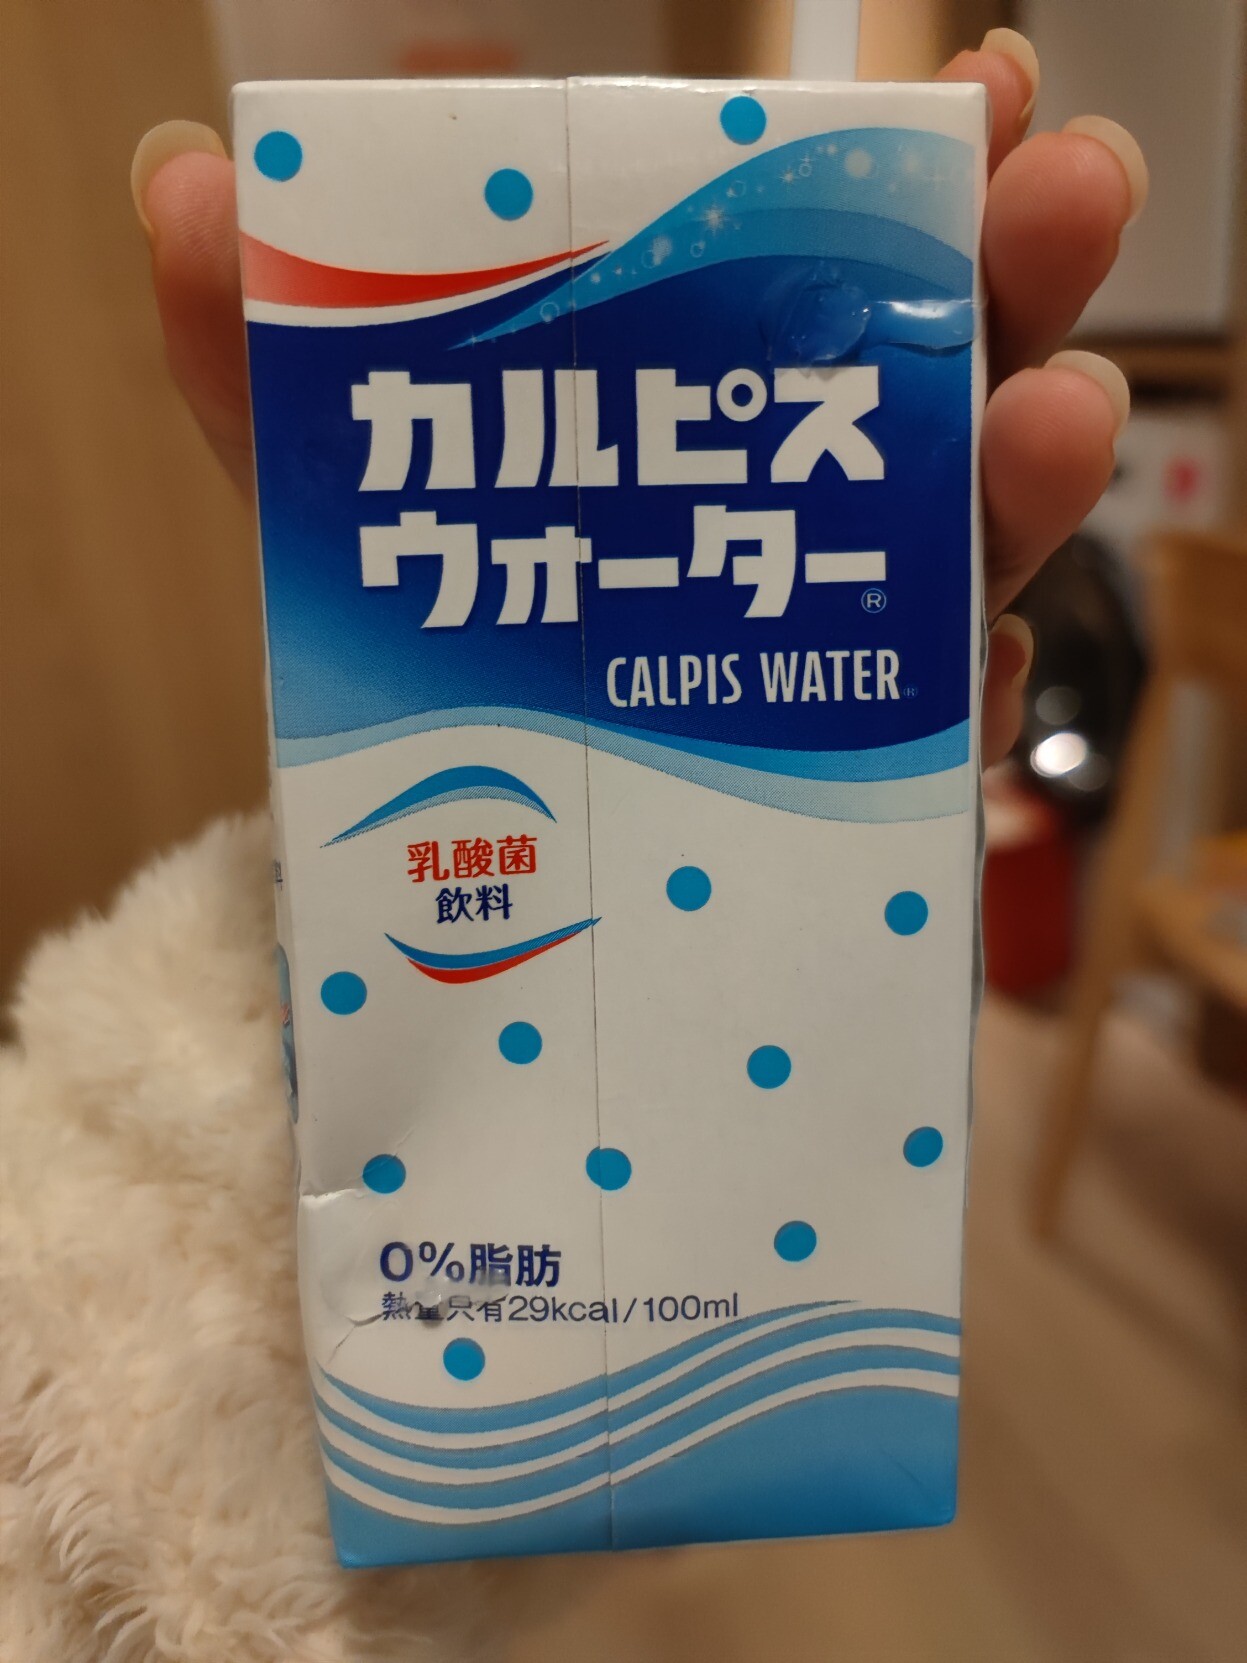 カルピス
ウォーター®
CALPIS WATER®
乳酸菌
飲料
0%脂肪
熱量只有29kcal/100ml